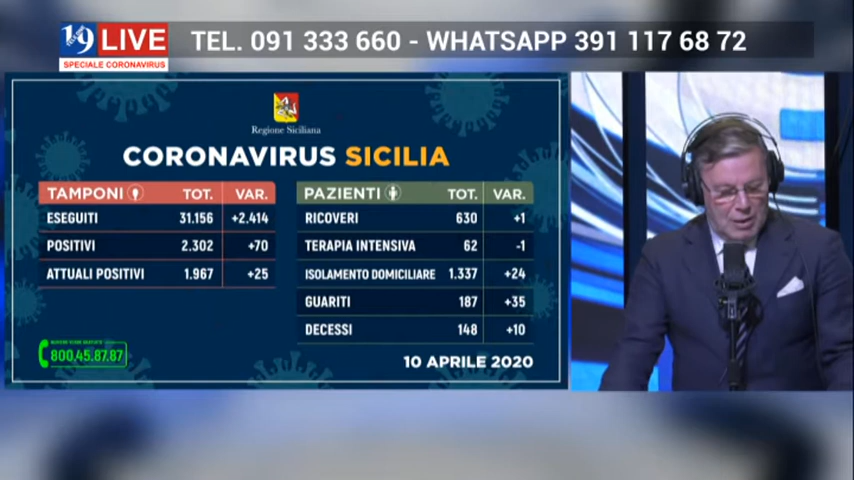 19 LIVE
SPECIALE CORONAVIRUS
TEL. 091 333 660 - WHATSAPP 391 117 68 72
Regione Siciliana
CORONAVIRUS SICILIA
TAMPONI TOT. VAR.
ESEGUITI 31.156 +2.414
POSITIVI 2.302 +70
ATTUALI POSITIVI 1.967 +25
PAZIENTI TOT. VAR.
RICOVERI 630 +1
TERAPIA INTENSIVA 62 -1
ISOLAMENTO DOMICILIARE 1.337 +24
GUARITI 187 +35
DECESSI 148 +10
800.45.87.87
10 APRILE 2020